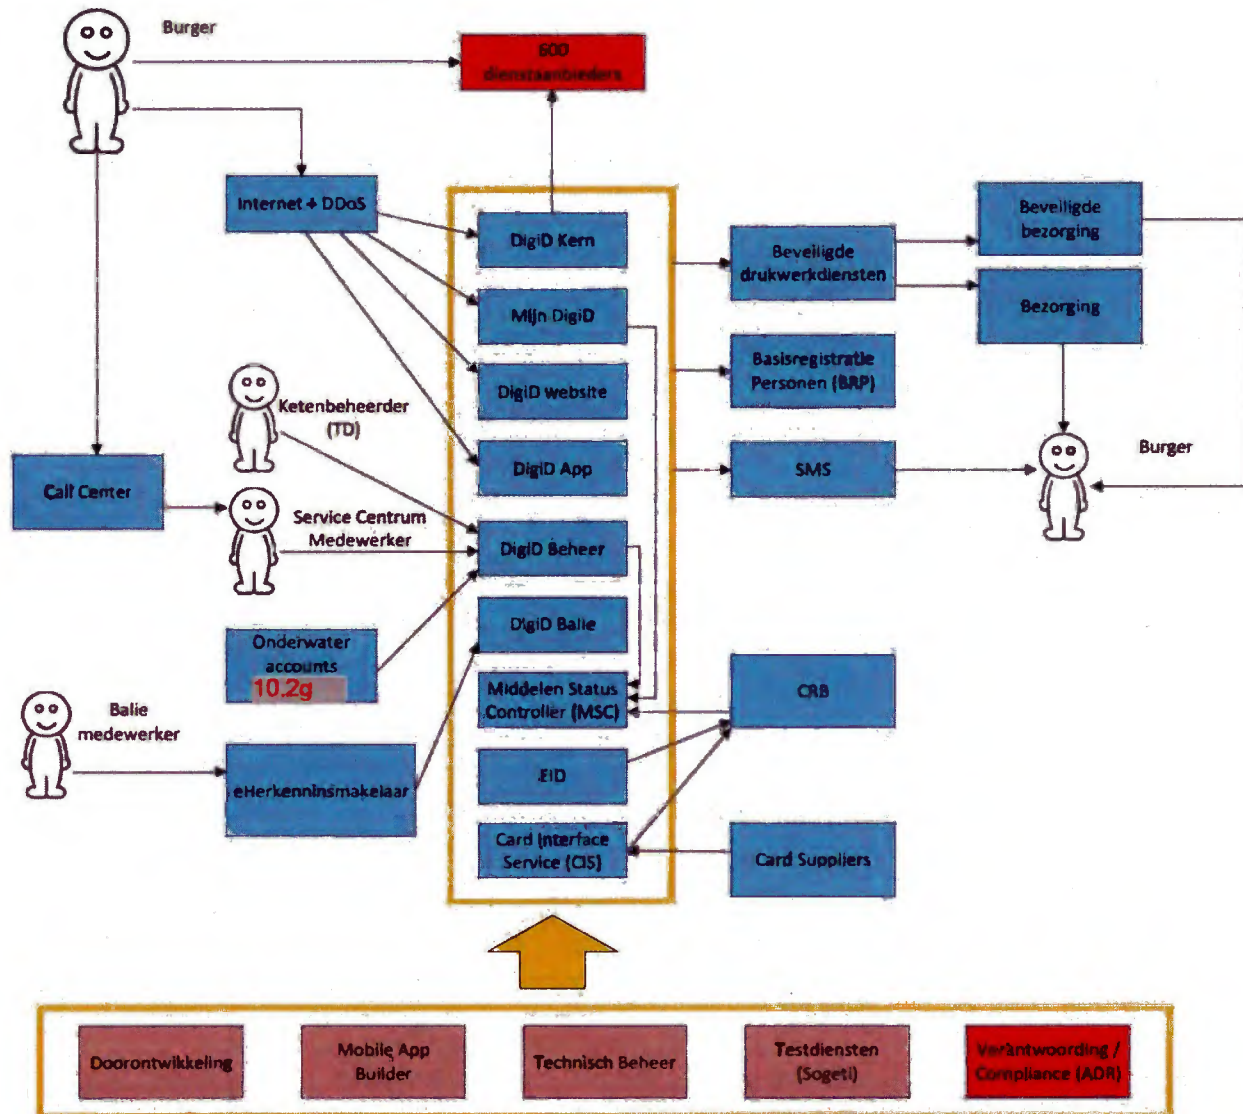 Burger
600
dienstaanbieders
Internet + DDoS
DigiD Kern
Mijn DigiD
DigiD website
DigiD App
DigiD Beheer
DigiD Balie
Middelen Status
Controller (MSC)
EID
Card Interface
Service (CIS)
Beveiligde
drukwerkdiensten
Beveiligde
bezorging
Bezorging
Basisregistratie
Personen (BRP)
SMS
Burger
Ketenbeheerder
(TD)
Call Center
Service Centrum
Medewerker
Onderwater
accounts
10.2g
Balie
medewerker
eHerkenninsmakelaar
CRB
Card Suppliers
Doorontwikkeling
Mobile App
Builder
Technisch Beheer
Testdiensten
(Sogeti)
Verantwoording /
Compliance (ADR)